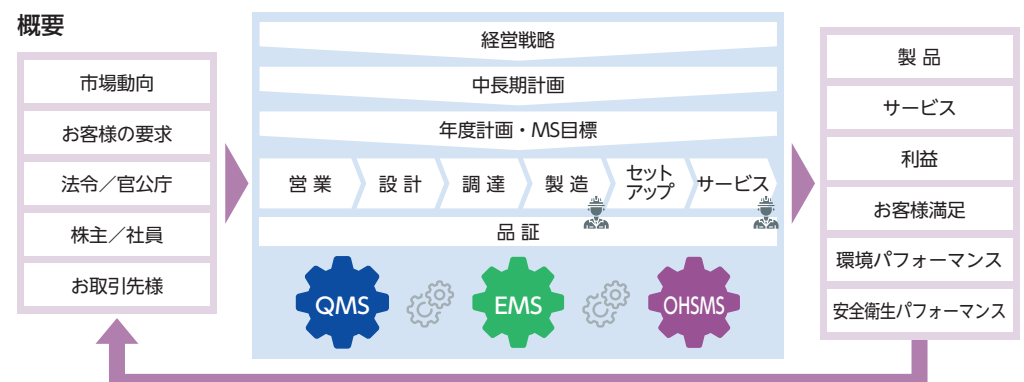 概要
市場動向
お客様の要求
法令／官公庁
株主／社員
お取引先様
経営戦略
中長期計画
年度計画・MS目標
営業
設計
調達
製造
セット
アップ
サービス
品証
QMS
EMS
OHSMS
製品
サービス
利益
お客様満足
環境パフォーマンス
安全衛生パフォーマンス